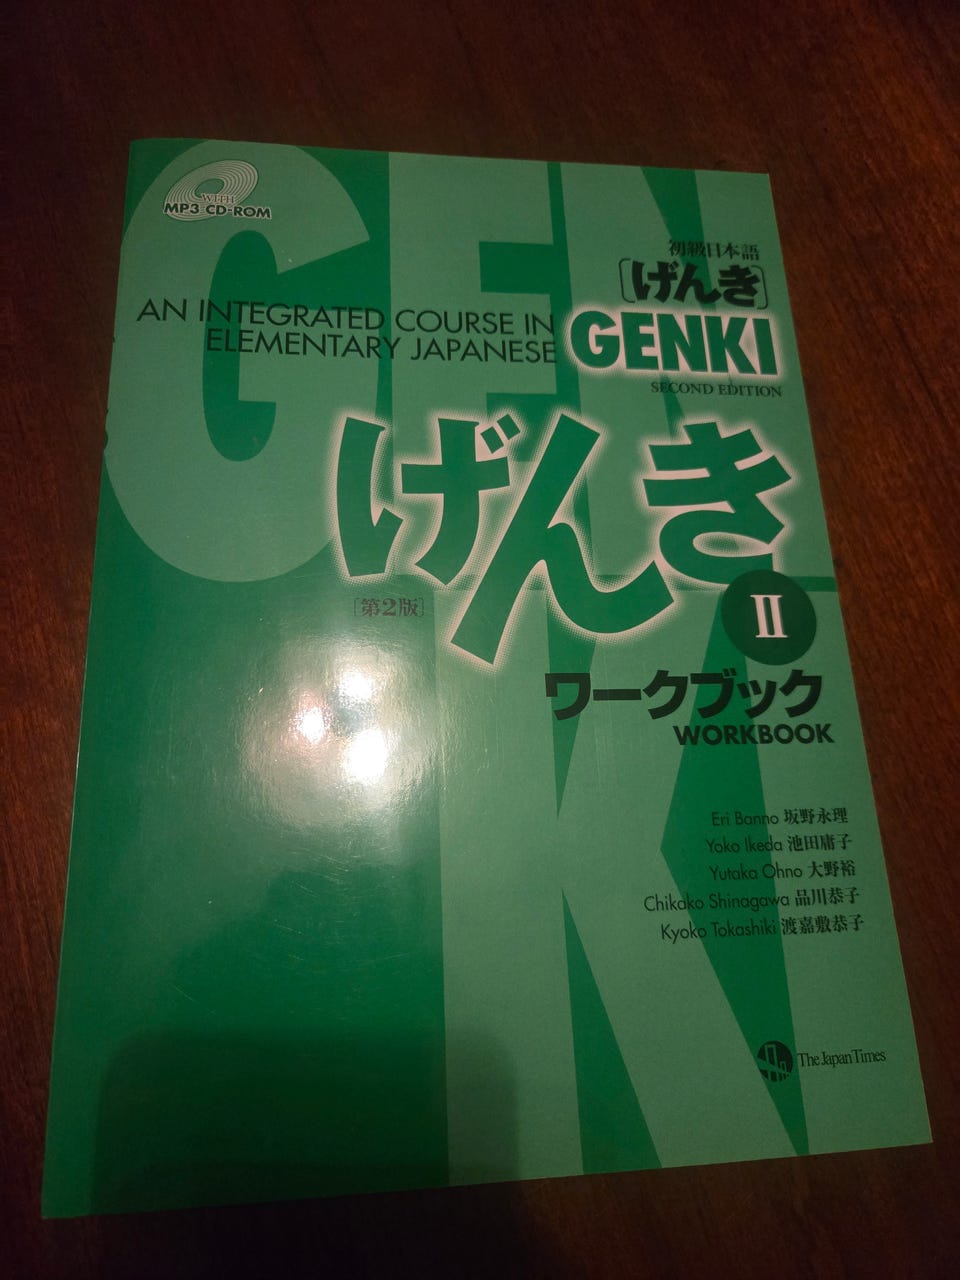 WITH
MP3 CD-ROM
初級日本語
[げんき]
AN INTEGRATED COURSE IN
ELEMENTARY JAPANESE
GENKI
SECOND EDITION
GEN
げんき
[第2版]
II
KI
ワークブック
WORKBOOK
Eri Banno 坂野永理
Yoko Ikeda 池田庸子
Yutaka Ohno 大野裕
Chikako Shinagawa 品川恭子
Kyoko Tokashiki 渡嘉敷恭子
The Japan Times